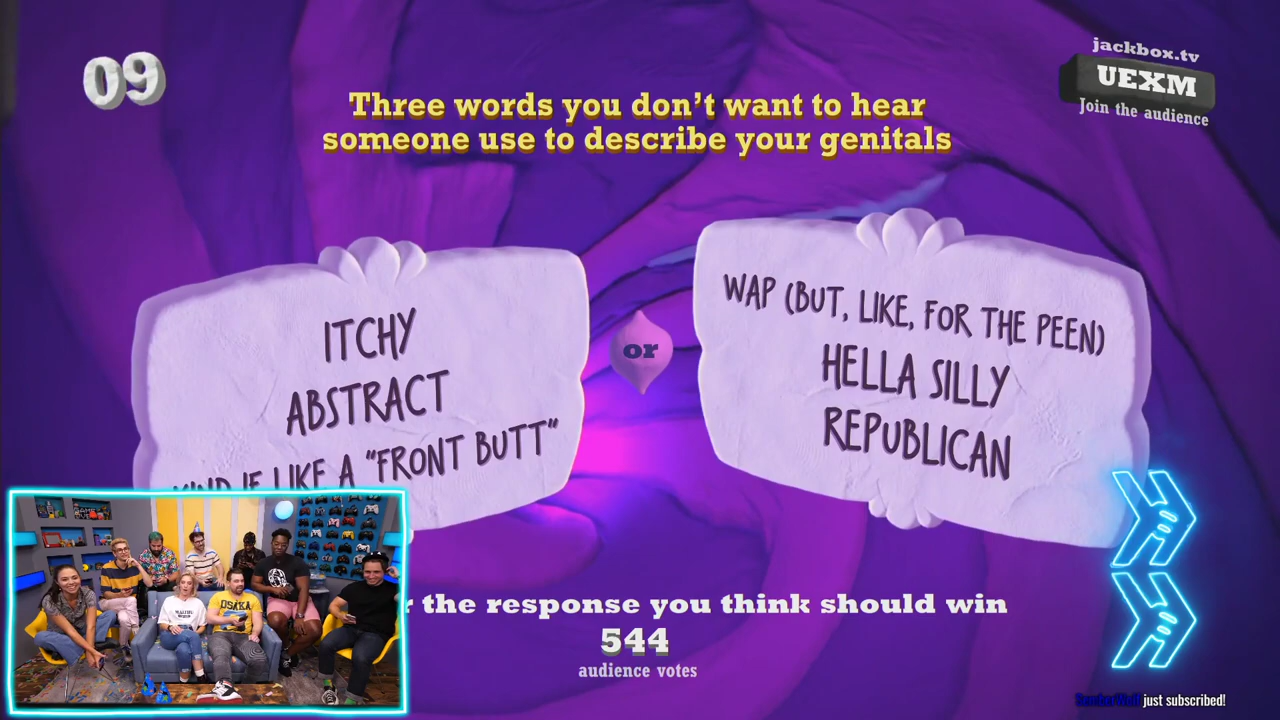 09
jackbox.tv
UEXM
Join the audience
Three words you don't want to hear
someone use to describe your genitals
ITCHY
ABSTRACT
KIND IF LIKE A “FRONT BUTT”
or
WAP (BUT, LIKE, FOR THE PEEN)
HELLA SILLY
REPUBLICAN
the response you think should win
544
audience votes
OSAKA
just subscribed!